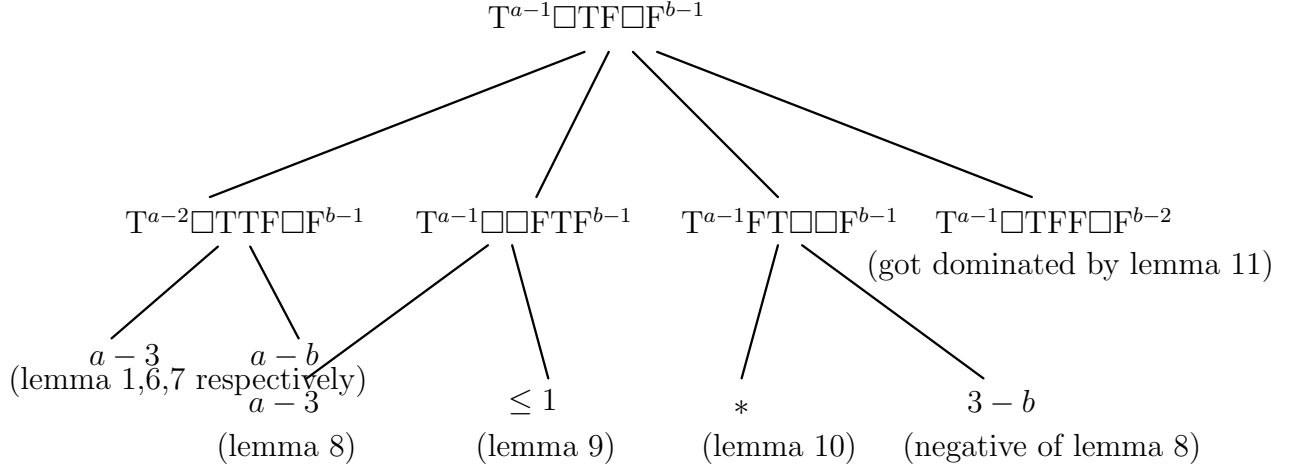 T^{a−1}□TF□F^{b−1}
T^{a−2}□TTF□F^{b−1} T^{a−1}□□FTF^{b−1} T^{a−1}FT□□F^{b−1} T^{a−1}□TFF□F^{b−2}
(got dominated by lemma 11)
a − 3 a − b
(lemma 1,6,7 respectively)
a − 3 ≤ 1 * 3 − b
(lemma 8) (lemma 9) (lemma 10) (negative of lemma 8)